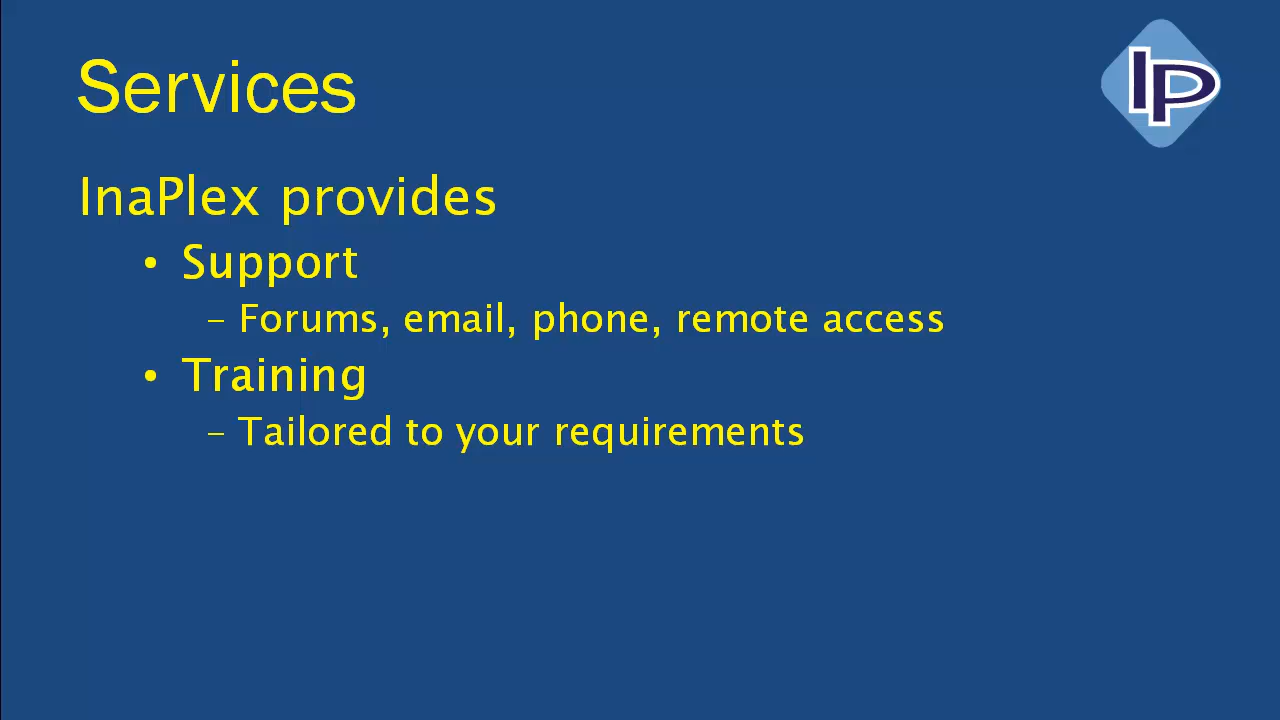 Services
IP
InaPlex provides
• Support
– Forums, email, phone, remote access
• Training
– Tailored to your requirements